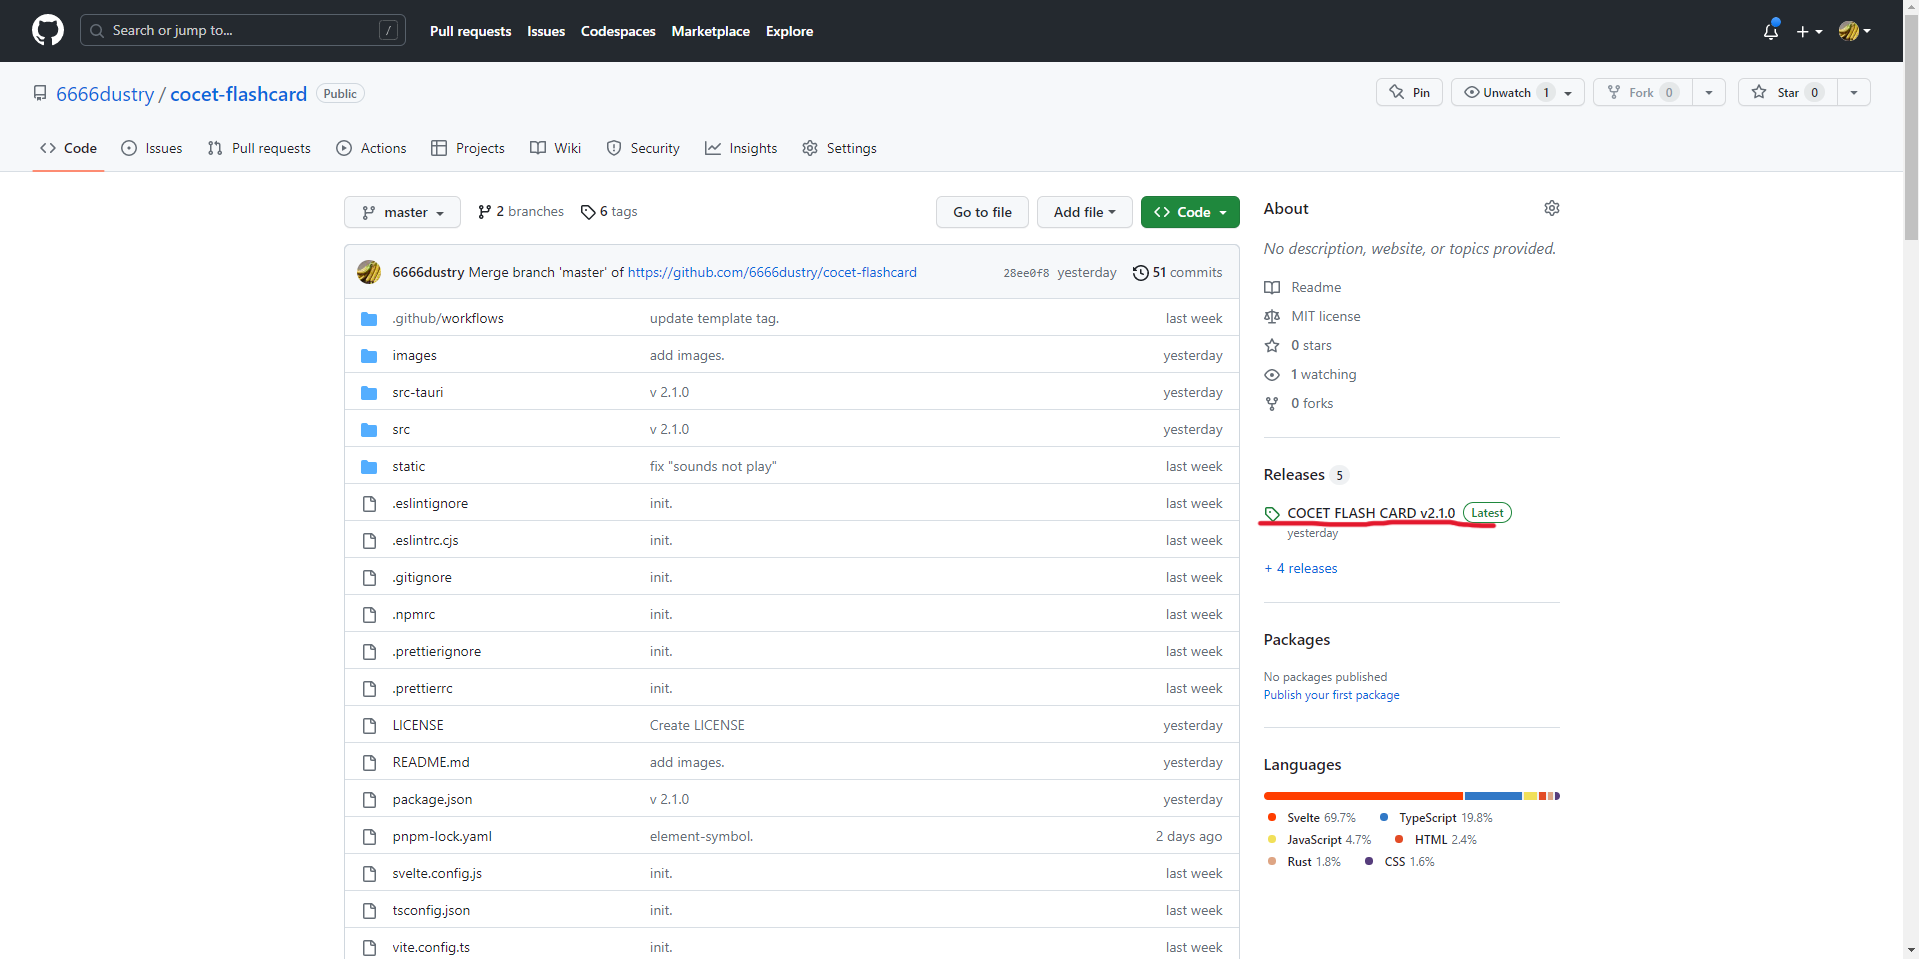 Search or jump to... /
Pull requests Issues Codespaces Marketplace Explore
6666dustry / cocet-flashcard Public
Pin Unwatch 1 Fork 0 Star 0
Code Issues Pull requests Actions Projects Wiki Security Insights Settings
master 2 branches 6 tags Go to file Add file Code
6666dustry Merge branch 'master' of https://github.com/6666dustry/cocet-flashcard 28ee0f8 yesterday 51 commits
.github/workflows update template tag. last week
images add images. yesterday
src-tauri v 2.1.0 yesterday
src v 2.1.0 yesterday
static fix "sounds not play" last week
.eslintignore init. last week
.eslintrc.cjs init. last week
.gitignore init. last week
.npmrc init. last week
.prettierignore init. last week
.prettierrc init. last week
LICENSE Create LICENSE yesterday
README.md add images. yesterday
package.json v 2.1.0 yesterday
pnpm-lock.yaml element-symbol. 2 days ago
svelte.config.js init. last week
tsconfig.json init. last week
vite.config.ts init. last week
About
No description, website, or topics provided.
Readme
MIT license
0 stars
1 watching
0 forks
Releases 5
COCET FLASH CARD v2.1.0 Latest
yesterday
+ 4 releases
Packages
No packages published
Publish your first package
Languages
Svelte 69.7% TypeScript 19.8%
JavaScript 4.7% HTML 2.4%
Rust 1.8% CSS 1.6%